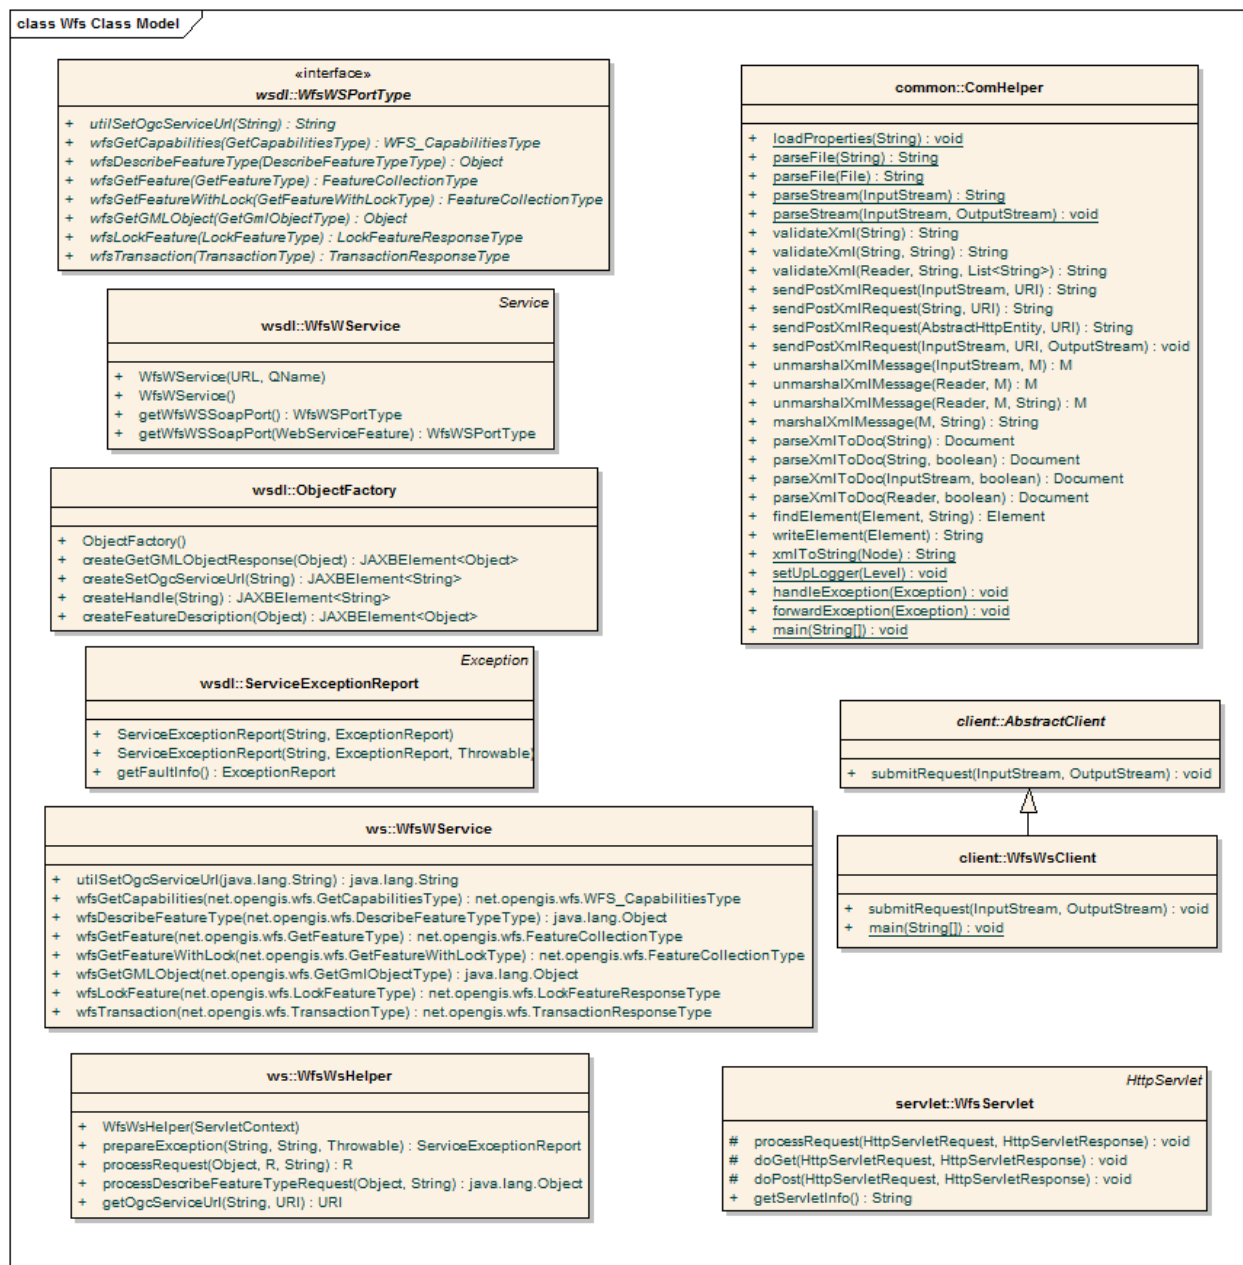 class Wfs Class Model
«interface»
wsdl::WfsWSPortType
+ utilSetOgcServiceUrl(String) : String
+ wfsGetCapabilities(GetCapabilitiesType) : WFS_CapabilitiesType
+ wfsDescribeFeatureType(DescribeFeatureTypeType) : Object
+ wfsGetFeature(GetFeatureType) : FeatureCollectionType
+ wfsGetFeatureWithLock(GetFeatureWithLockType) : FeatureCollectionType
+ wfsGetGMLObject(GetGmlObjectType) : Object
+ wfsLockFeature(LockFeatureType) : LockFeatureResponseType
+ wfsTransaction(TransactionType) : TransactionResponseType
Service
wsdl::WfsWService
+ WfsWService(URL, QName)
+ WfsWService()
+ getWfsWSSoapPort() : WfsWSPortType
+ getWfsWSSoapPort(WebServiceFeature) : WfsWSPortType
wsdl::ObjectFactory
+ ObjectFactory()
+ createGetGMLObjectResponse(Object) : JAXBElement<Object>
+ createSetOgcServiceUrl(String) : JAXBElement<String>
+ createHandle(String) : JAXBElement<String>
+ createFeatureDescription(Object) : JAXBElement<Object>
Exception
wsdl::ServiceExceptionReport
+ ServiceExceptionReport(String, ExceptionReport)
+ ServiceExceptionReport(String, ExceptionReport, Throwable)
+ getFaultInfo() : ExceptionReport
ws::WfsWService
+ utilSetOgcServiceUrl(java.lang.String) : java.lang.String
+ wfsGetCapabilities(net.opengis.wfs.GetCapabilitiesType) : net.opengis.wfs.WFS_CapabilitiesType
+ wfsDescribeFeatureType(net.opengis.wfs.DescribeFeatureTypeType) : java.lang.Object
+ wfsGetFeature(net.opengis.wfs.GetFeatureType) : net.opengis.wfs.FeatureCollectionType
+ wfsGetFeatureWithLock(net.opengis.wfs.GetFeatureWithLockType) : net.opengis.wfs.FeatureCollectionType
+ wfsGetGMLObject(net.opengis.wfs.GetGmlObjectType) : java.lang.Object
+ wfsLockFeature(net.opengis.wfs.LockFeatureType) : net.opengis.wfs.LockFeatureResponseType
+ wfsTransaction(net.opengis.wfs.TransactionType) : net.opengis.wfs.TransactionResponseType
ws::WfsWsHelper
+ WfsWsHelper(ServletContext)
+ prepareException(String, String, Throwable) : ServiceExceptionReport
+ processRequest(Object, R, String) : R
+ processDescribeFeatureTypeRequest(Object, String) : java.lang.Object
+ getOgcServiceUrl(String, URI) : URI
common::ComHelper
+ loadProperties(String) : void
+ parseFile(String) : String
+ parseFile(File) : String
+ parseStream(InputStream) : String
+ parseStream(InputStream, OutputStream) : void
+ validateXml(String) : String
+ validateXml(String, String) : String
+ validateXml(Reader, String, List<String>) : String
+ sendPostXmlRequest(InputStream, URI) : String
+ sendPostXmlRequest(String, URI) : String
+ sendPostXmlRequest(AbstractHttpEntity, URI) : String
+ sendPostXmlRequest(InputStream, URI, OutputStream) : void
+ unmarshalXmlMessage(InputStream, M) : M
+ unmarshalXmlMessage(Reader, M) : M
+ unmarshalXmlMessage(Reader, M, String) : M
+ marshalXmlMessage(M, String) : String
+ parseXmlToDoc(String) : Document
+ parseXmlToDoc(String, boolean) : Document
+ parseXmlToDoc(InputStream, boolean) : Document
+ parseXmlToDoc(Reader, boolean) : Document
+ findElement(Element, String) : Element
+ writeElement(Element) : String
+ xmlToString(Node) : String
+ setUpLogger(Level) : void
+ handleException(Exception) : void
+ forwardException(Exception) : void
+ main(String[]) : void
client::AbstractClient
+ submitRequest(InputStream, OutputStream) : void
client::WfsWsClient
+ submitRequest(InputStream, OutputStream) : void
+ main(String[]) : void
HttpServlet
servlet::WfsServlet
# processRequest(HttpServletRequest, HttpServletResponse) : void
# doGet(HttpServletRequest, HttpServletResponse) : void
# doPost(HttpServletRequest, HttpServletResponse) : void
+ getServletInfo() : String